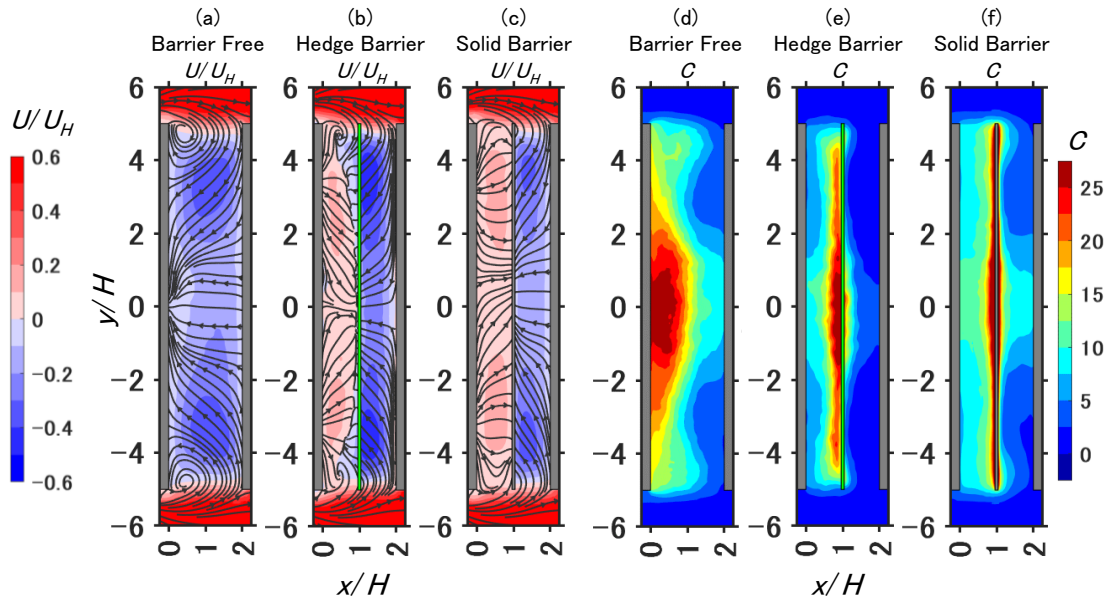 (a) (b) (c) (d) (e) (f)
Barrier Free Hedge Barrier Solid Barrier Barrier Free Hedge Barrier Solid Barrier
U/U_H U/U_H U/U_H C C C
U/U_H
0.6
0.4
0.2
0
−0.2
−0.4
−0.6
y/H
6 6 6 6 6 6
4 4 4 4 4 4
2 2 2 2 2 2
0 0 0 0 0 0
−2 −2 −2 −2 −2 −2
−4 −4 −4 −4 −4 −4
−6 −6 −6 −6 −6 −6
0 1 2 0 1 2 0 1 2 0 1 2 0 1 2 0 1 2
x/H x/H
C
25
20
15
10
5
0